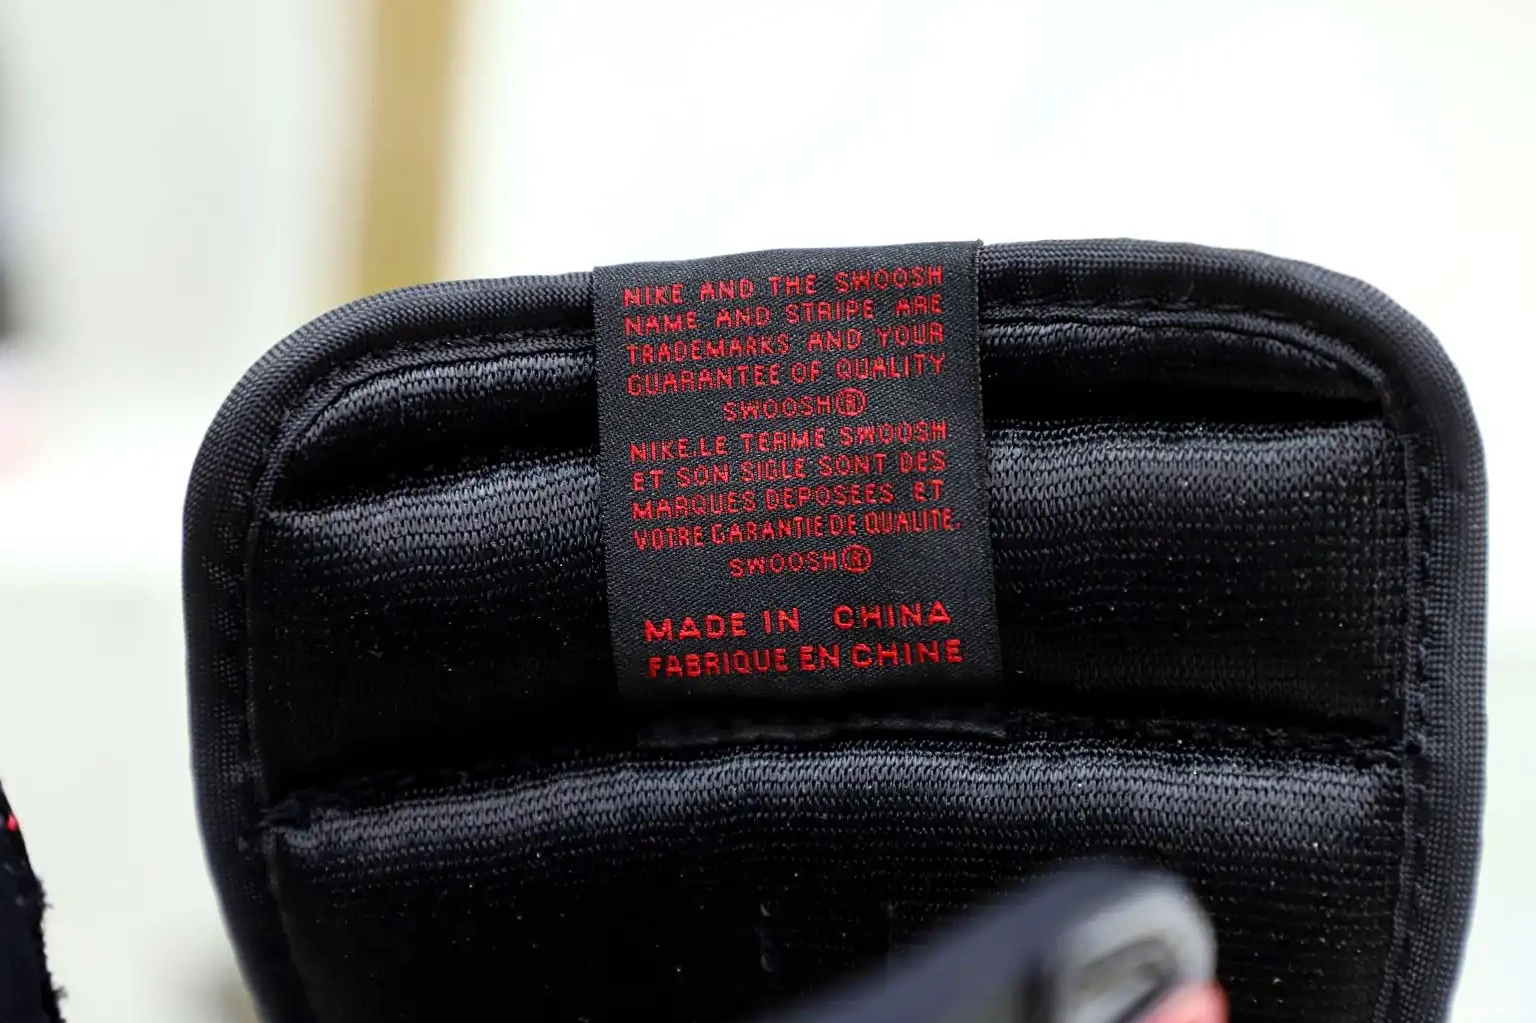 NIKE AND THE SWOOSH
NAME AND STRIPE ARE
TRADEMARKS AND YOUR
GUARANTEE OF QUALITY
SWOOSH®
NIKE.LE TERME SWOOSH
ET SON SIGLE SONT DES
MARQUES DEPOSEES ET
VOTRE GARANTIE DE QUALITE.
SWOOSH®
MADE IN CHINA
FABRIQUE EN CHINE